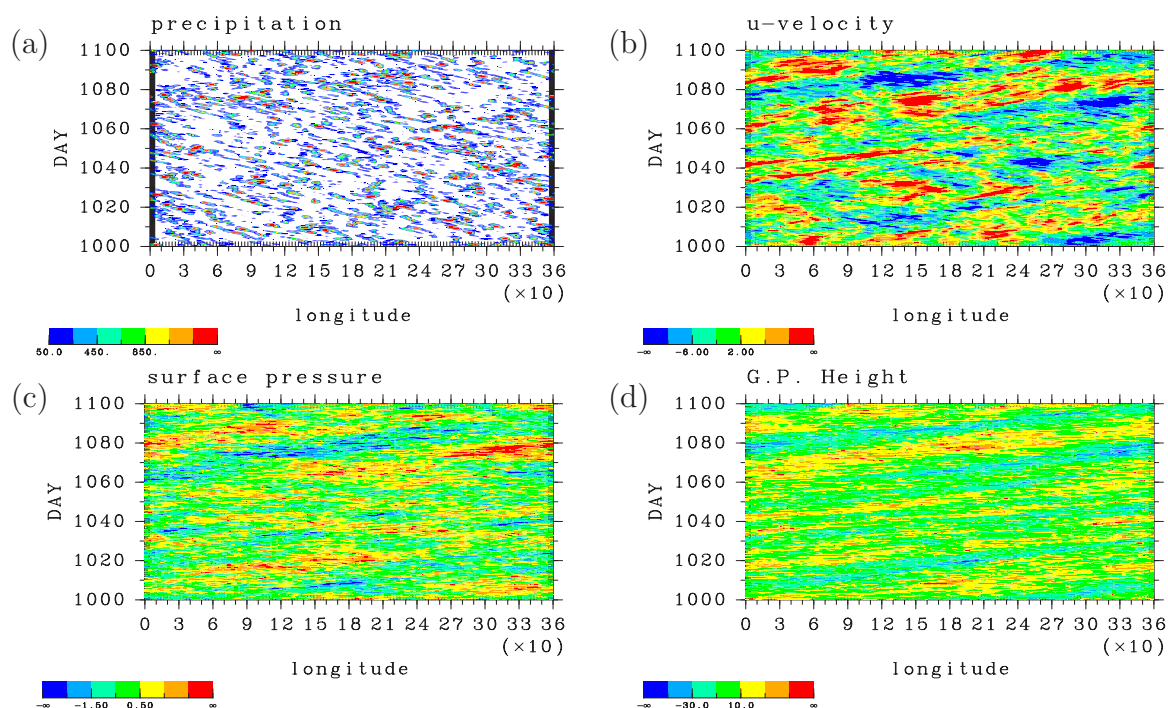 (a)
precipitation
1100
1080
1060
1040
1020
1000
DAY
0 3 6 9 12 15 18 21 24 27 30 33 36
(×10)
longitude
50.0 450. 850. ∞
(b)
u−velocity
1100
1080
1060
1040
1020
1000
DAY
0 3 6 9 12 15 18 21 24 27 30 33 36
(×10)
longitude
−∞ −6.00 2.00 ∞
(c)
surface pressure
1100
1080
1060
1040
1020
1000
DAY
0 3 6 9 12 15 18 21 24 27 30 33 36
(×10)
longitude
−∞ −1.50 0.50 ∞
(d)
G.P. Height
1100
1080
1060
1040
1020
1000
DAY
0 3 6 9 12 15 18 21 24 27 30 33 36
(×10)
longitude
−∞ −30.0 10.0 ∞